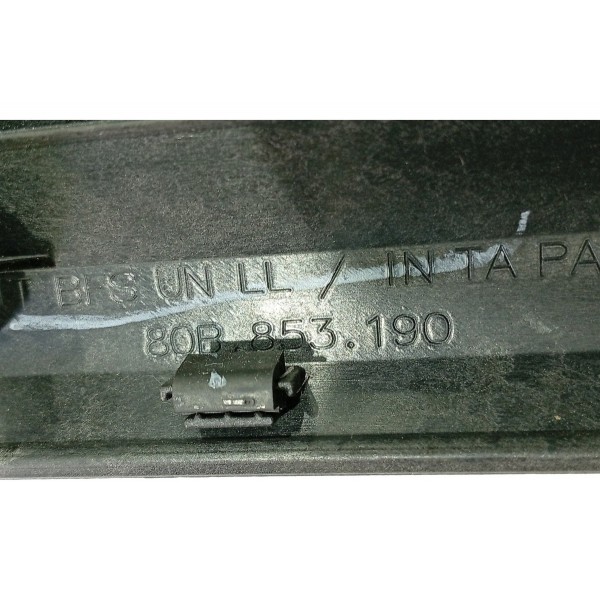 T BFS UN LL / IN TA PA
80B.853.190